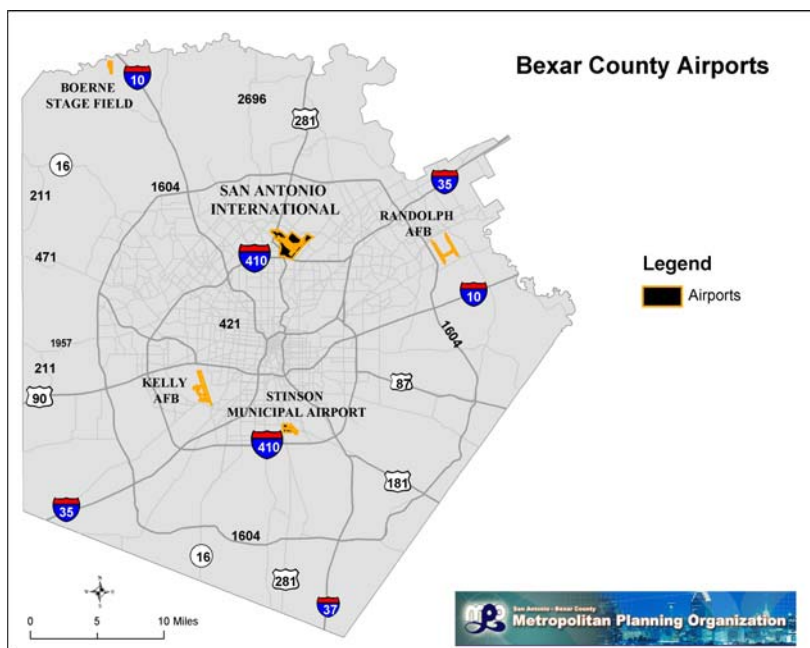 Bexar County Airports
BOERNE
STAGE FIELD
10
2696
281
16
35
1604
211
SAN ANTONIO
INTERNATIONAL
RANDOLPH
AFB
410
471
Legend
Airports
10
421
1604
1957
211
90
KELLY
AFB
87
STINSON
MUNICIPAL AIRPORT
410
181
35
1604
16
281
37
N
S
0 5 10 Miles
mpo
San Antonio - Bexar County
Metropolitan Planning Organization